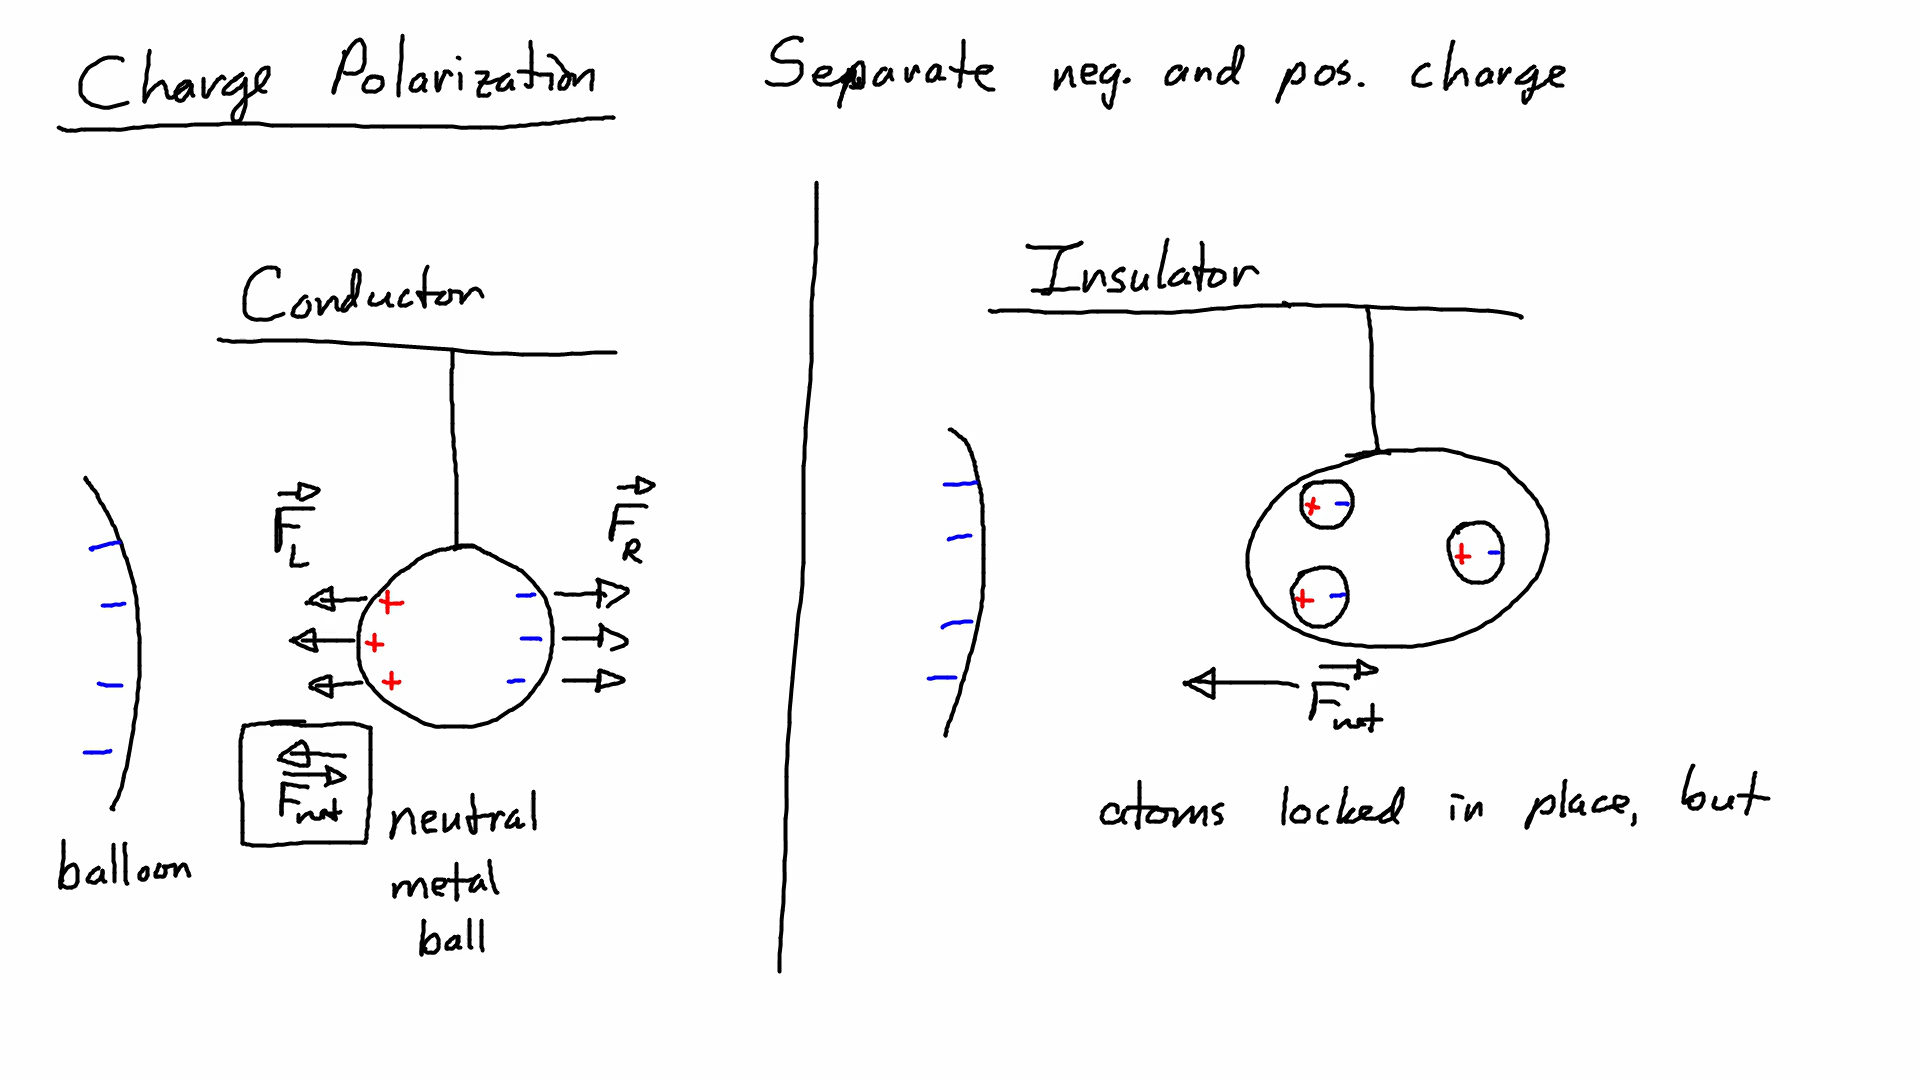 Charge Polarization
Separate neg. and pos. charge
Conductor
Insulator
F_L
F_R
+ −
+ −
+ −
F_net
balloon
neutral
metal
ball
+ −
+ −
+ −
F_net
atoms locked in place, but